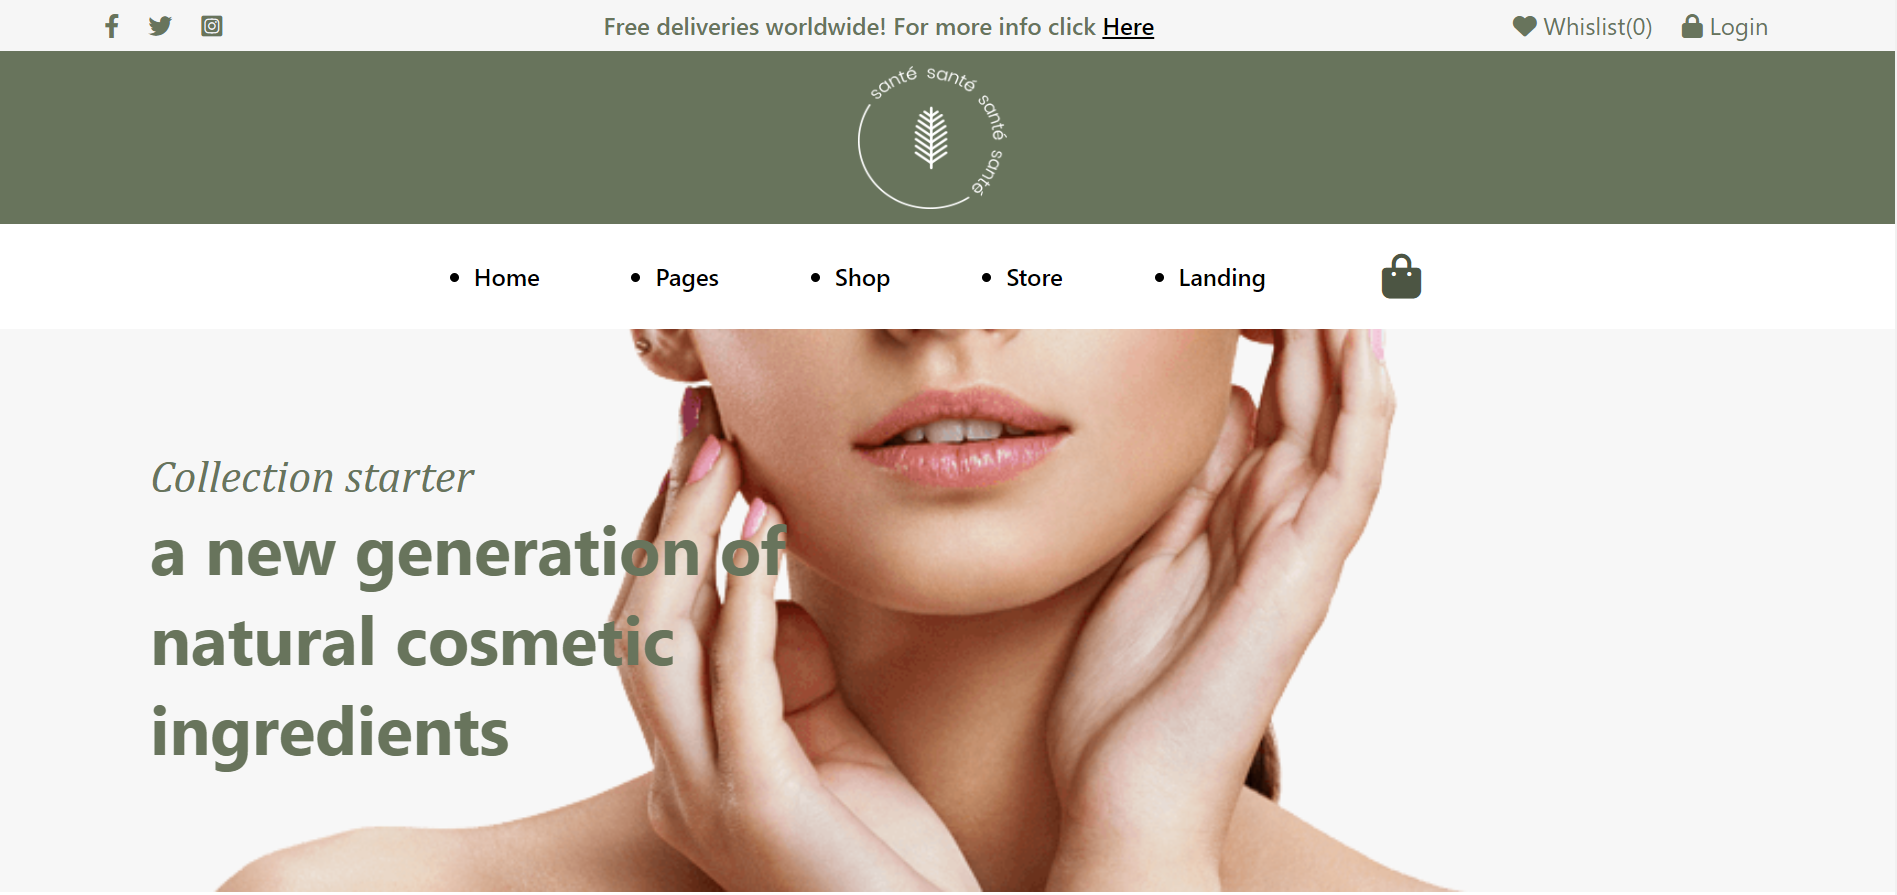 Free deliveries worldwide! For more info click Here
Whislist(0)
Login
santé santé santé santé
Home
Pages
Shop
Store
Landing
Collection starter
a new generation of
natural cosmetic
ingredients